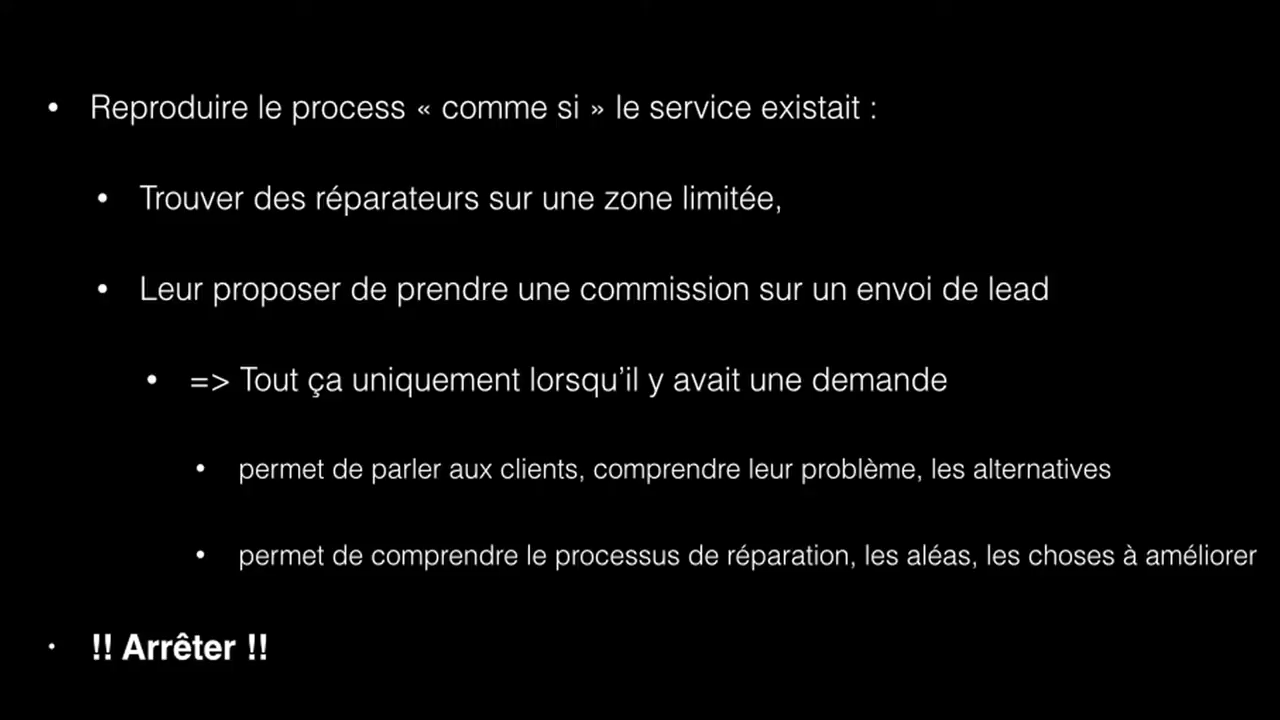 • Reproduire le process « comme si » le service existait :
• Trouver des réparateurs sur une zone limitée,
• Leur proposer de prendre une commission sur un envoi de lead
• => Tout ça uniquement lorsqu’il y avait une demande
• permet de parler aux clients, comprendre leur problème, les alternatives
• permet de comprendre le processus de réparation, les aléas, les choses à améliorer
• !! Arrêter !!